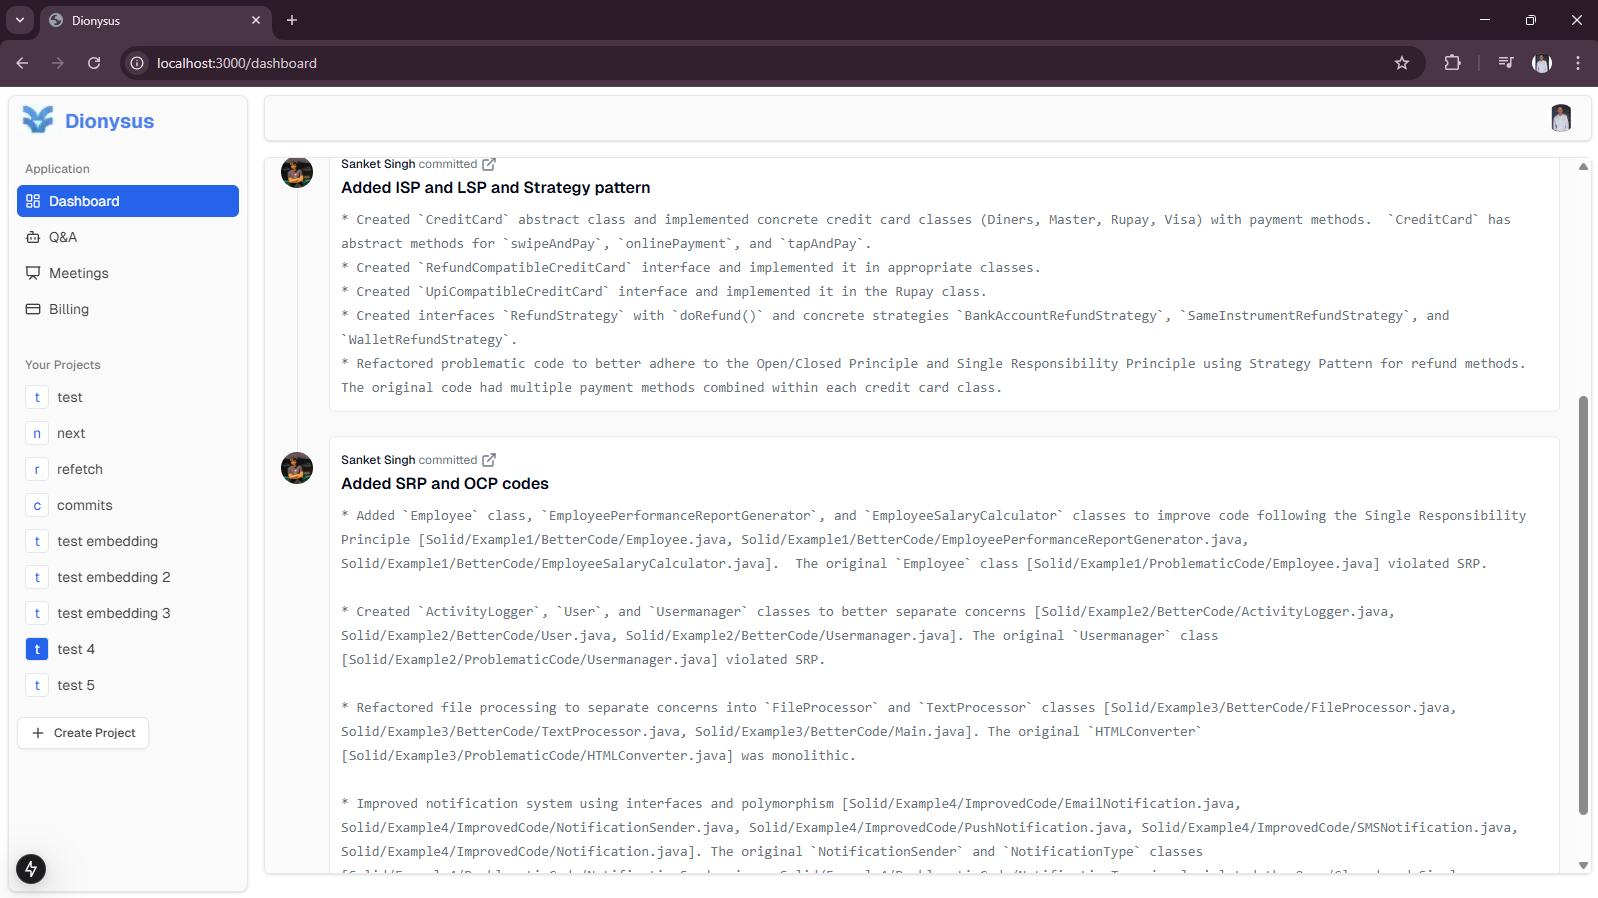 Dionysus
localhost:3000/dashboard
Dionysus
Application
Dashboard
Q&A
Meetings
Billing
Your Projects
t test
n next
r refetch
c commits
t test embedding
t test embedding 2
t test embedding 3
t test 4
t test 5
+ Create Project
Sanket Singh committed
Added ISP and LSP and Strategy pattern
* Created `CreditCard` abstract class and implemented concrete credit card classes (Diners, Master, Rupay, Visa) with payment methods.  `CreditCard` has
abstract methods for `swipeAndPay`, `onlinePayment`, and `tapAndPay`.
* Created `RefundCompatibleCreditCard` interface and implemented it in appropriate classes.
* Created `UpiCompatibleCreditCard` interface and implemented it in the Rupay class.
* Created interfaces `RefundStrategy` with `doRefund()` and concrete strategies `BankAccountRefundStrategy`, `SameInstrumentRefundStrategy`, and
`WalletRefundStrategy`.
* Refactored problematic code to better adhere to the Open/Closed Principle and Single Responsibility Principle using Strategy Pattern for refund methods.
The original code had multiple payment methods combined within each credit card class.
Sanket Singh committed
Added SRP and OCP codes
* Added `Employee` class, `EmployeePerformanceReportGenerator`, and `EmployeeSalaryCalculator` classes to improve code following the Single Responsibility
Principle [Solid/Example1/BetterCode/Employee.java, Solid/Example1/BetterCode/EmployeePerformanceReportGenerator.java,
Solid/Example1/BetterCode/EmployeeSalaryCalculator.java].  The original `Employee` class [Solid/Example1/ProblematicCode/Employee.java] violated SRP.
* Created `ActivityLogger`, `User`, and `Usermanager` classes to better separate concerns [Solid/Example2/BetterCode/ActivityLogger.java,
Solid/Example2/BetterCode/User.java, Solid/Example2/BetterCode/Usermanager.java]. The original `Usermanager` class
[Solid/Example2/ProblematicCode/Usermanager.java] violated SRP.
* Refactored file processing to separate concerns into `FileProcessor` and `TextProcessor` classes [Solid/Example3/BetterCode/FileProcessor.java,
Solid/Example3/BetterCode/TextProcessor.java, Solid/Example3/BetterCode/Main.java]. The original `HTMLConverter`
[Solid/Example3/ProblematicCode/HTMLConverter.java] was monolithic.
* Improved notification system using interfaces and polymorphism [Solid/Example4/ImprovedCode/EmailNotification.java,
Solid/Example4/ImprovedCode/NotificationSender.java, Solid/Example4/ImprovedCode/PushNotification.java, Solid/Example4/ImprovedCode/SMSNotification.java,
Solid/Example4/ImprovedCode/Notification.java]. The original `NotificationSender` and `NotificationType` classes